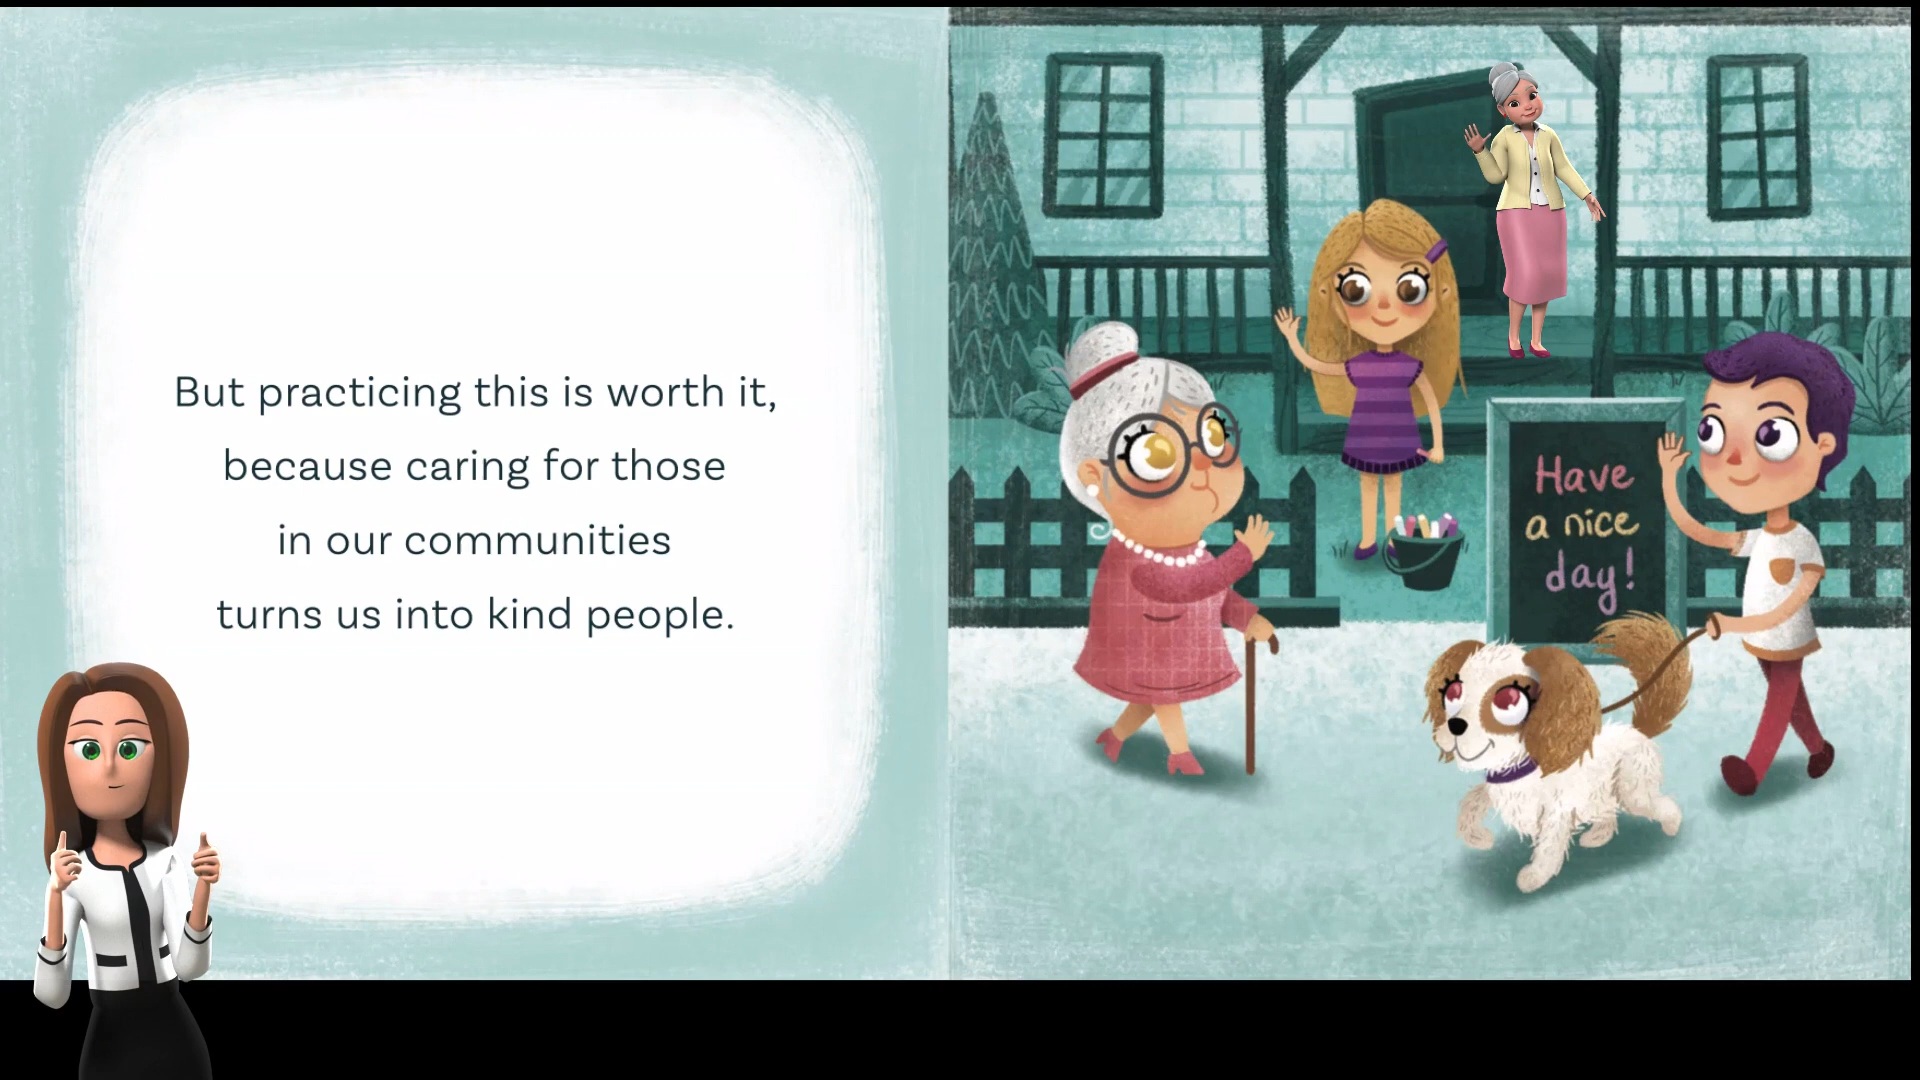 But practicing this is worth it,
because caring for those
in our communities
turns us into kind people.
Have
a nice
day!